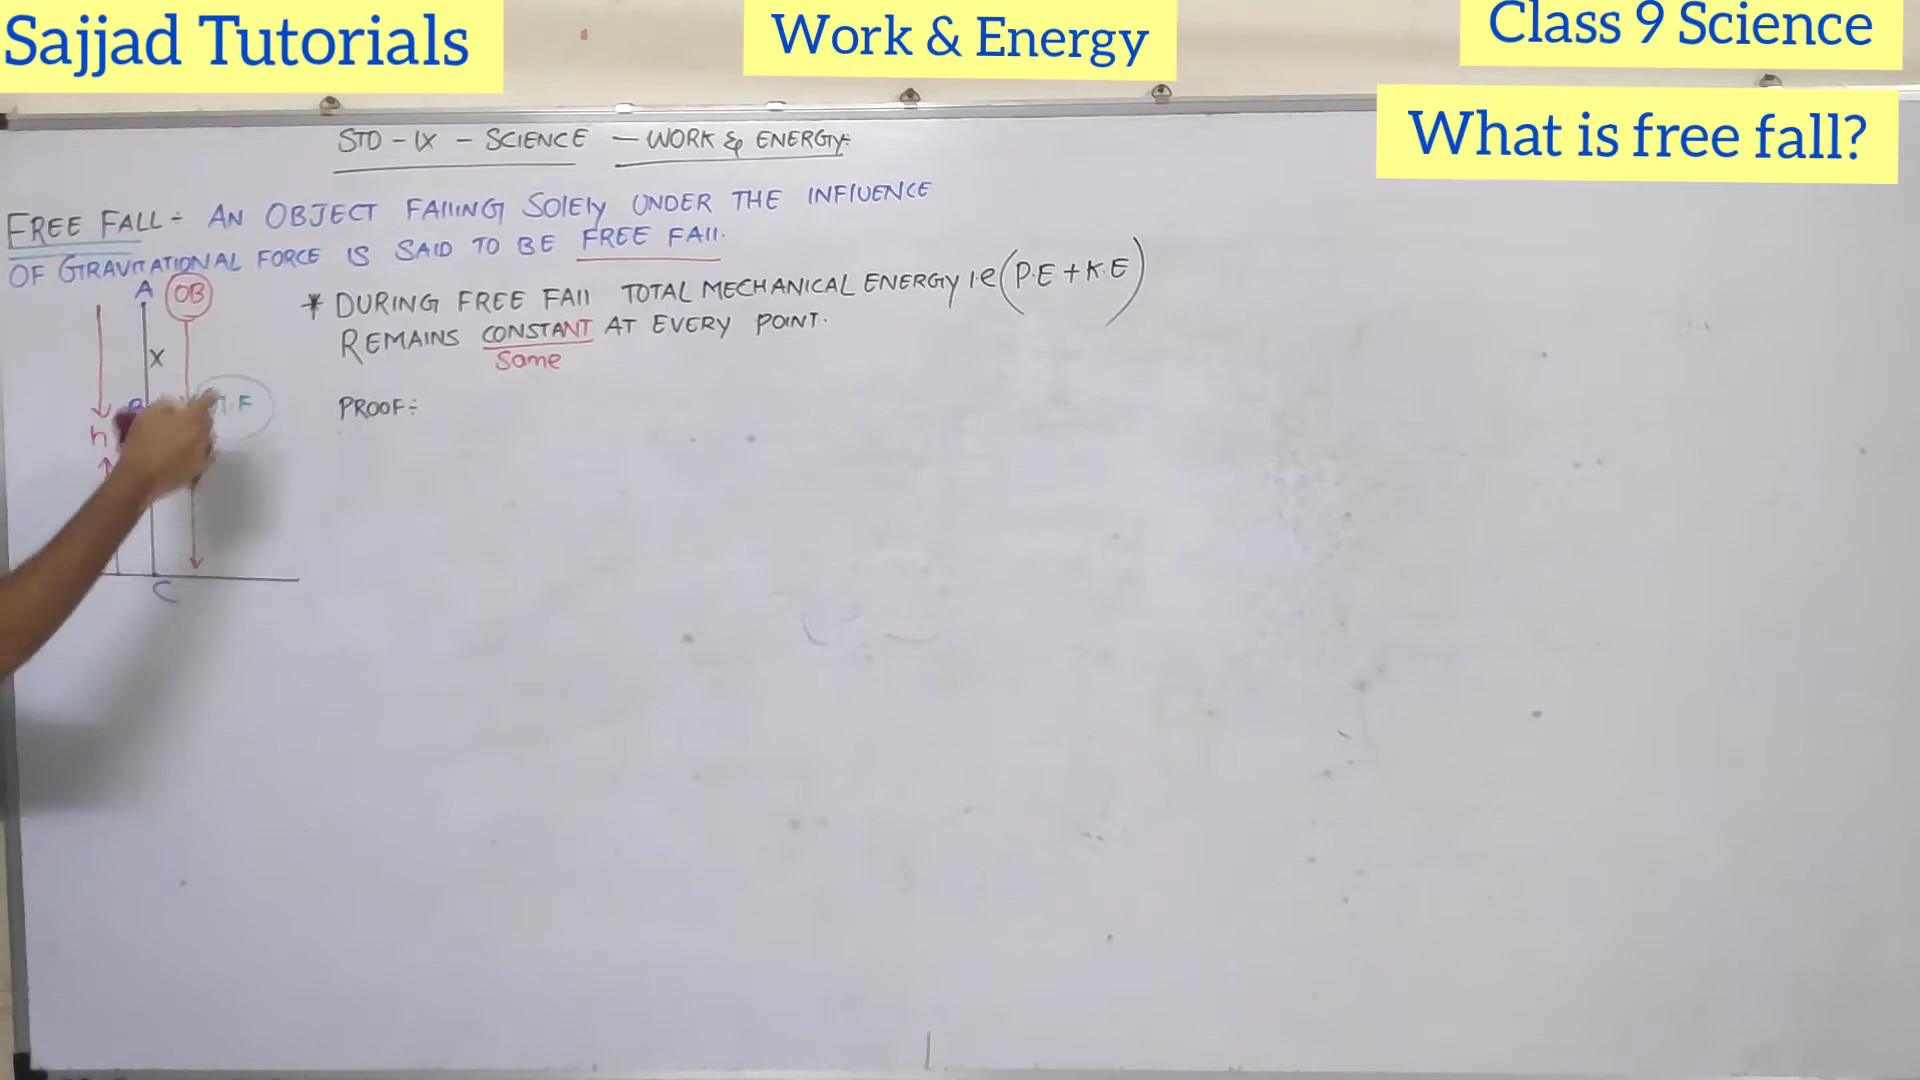 Sajjad Tutorials
Work & Energy
Class 9 Science
What is free fall?
STD - IX - SCIENCE - WORK & ENERGY:
FREE FALL:- AN OBJECT FALLING SOLELY UNDER THE INFLUENCE
OF GRAVITATIONAL FORCE IS SAID TO BE FREE FALL.
A
OB
X
h
C
* DURING FREE FALL TOTAL MECHANICAL ENERGY i.e (P.E + K.E)
REMAINS CONSTANT AT EVERY POINT.
Same
PROOF:-